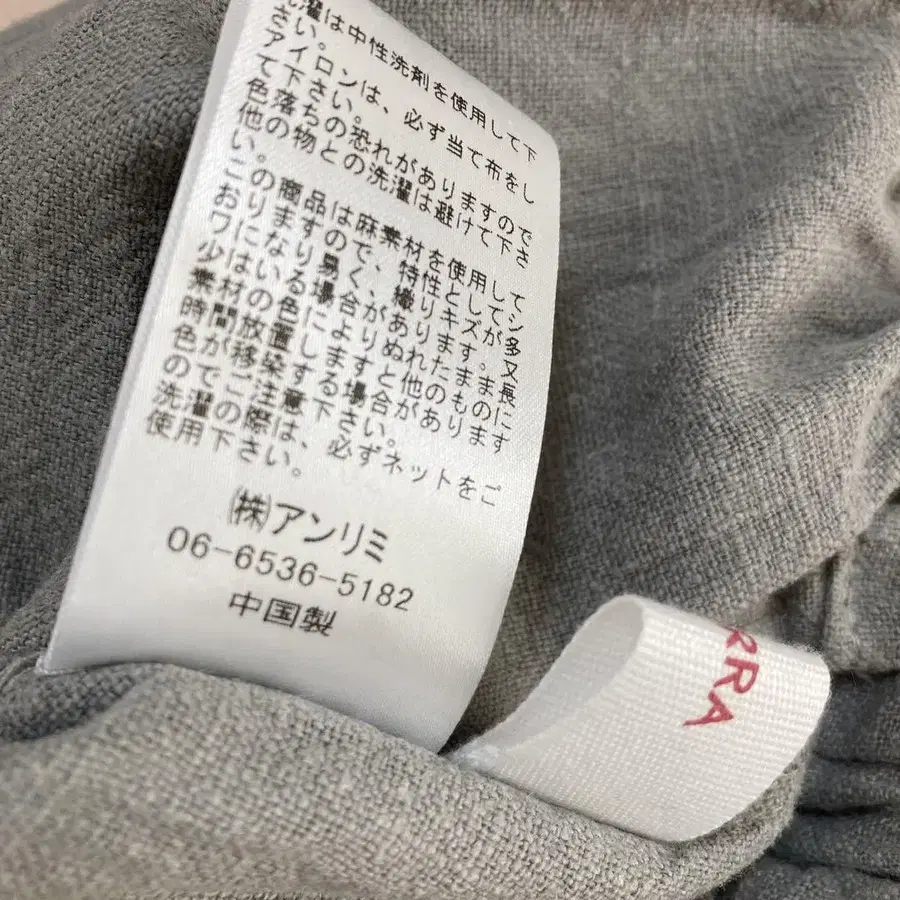 洗濯は中性洗剤を使用して下
さい。
アイロンは、必ず当て布をし
て下さい。
色落ちの恐れがありますので
他の物との洗濯は避けて下さ
い。
この商品は麻素材を使用して
おりますので、特性としてシ
ワになり易く、織りキズが多
少はある場合があります。又
素材の色によりぬれたまま長
時間放置しますと他のものに
色が移染する場合があります
のでご注意下さい。
洗濯の際は、必ずネットをご
使用下さい。
㈱アンリミ
06-6536-5182
中国製
RRA